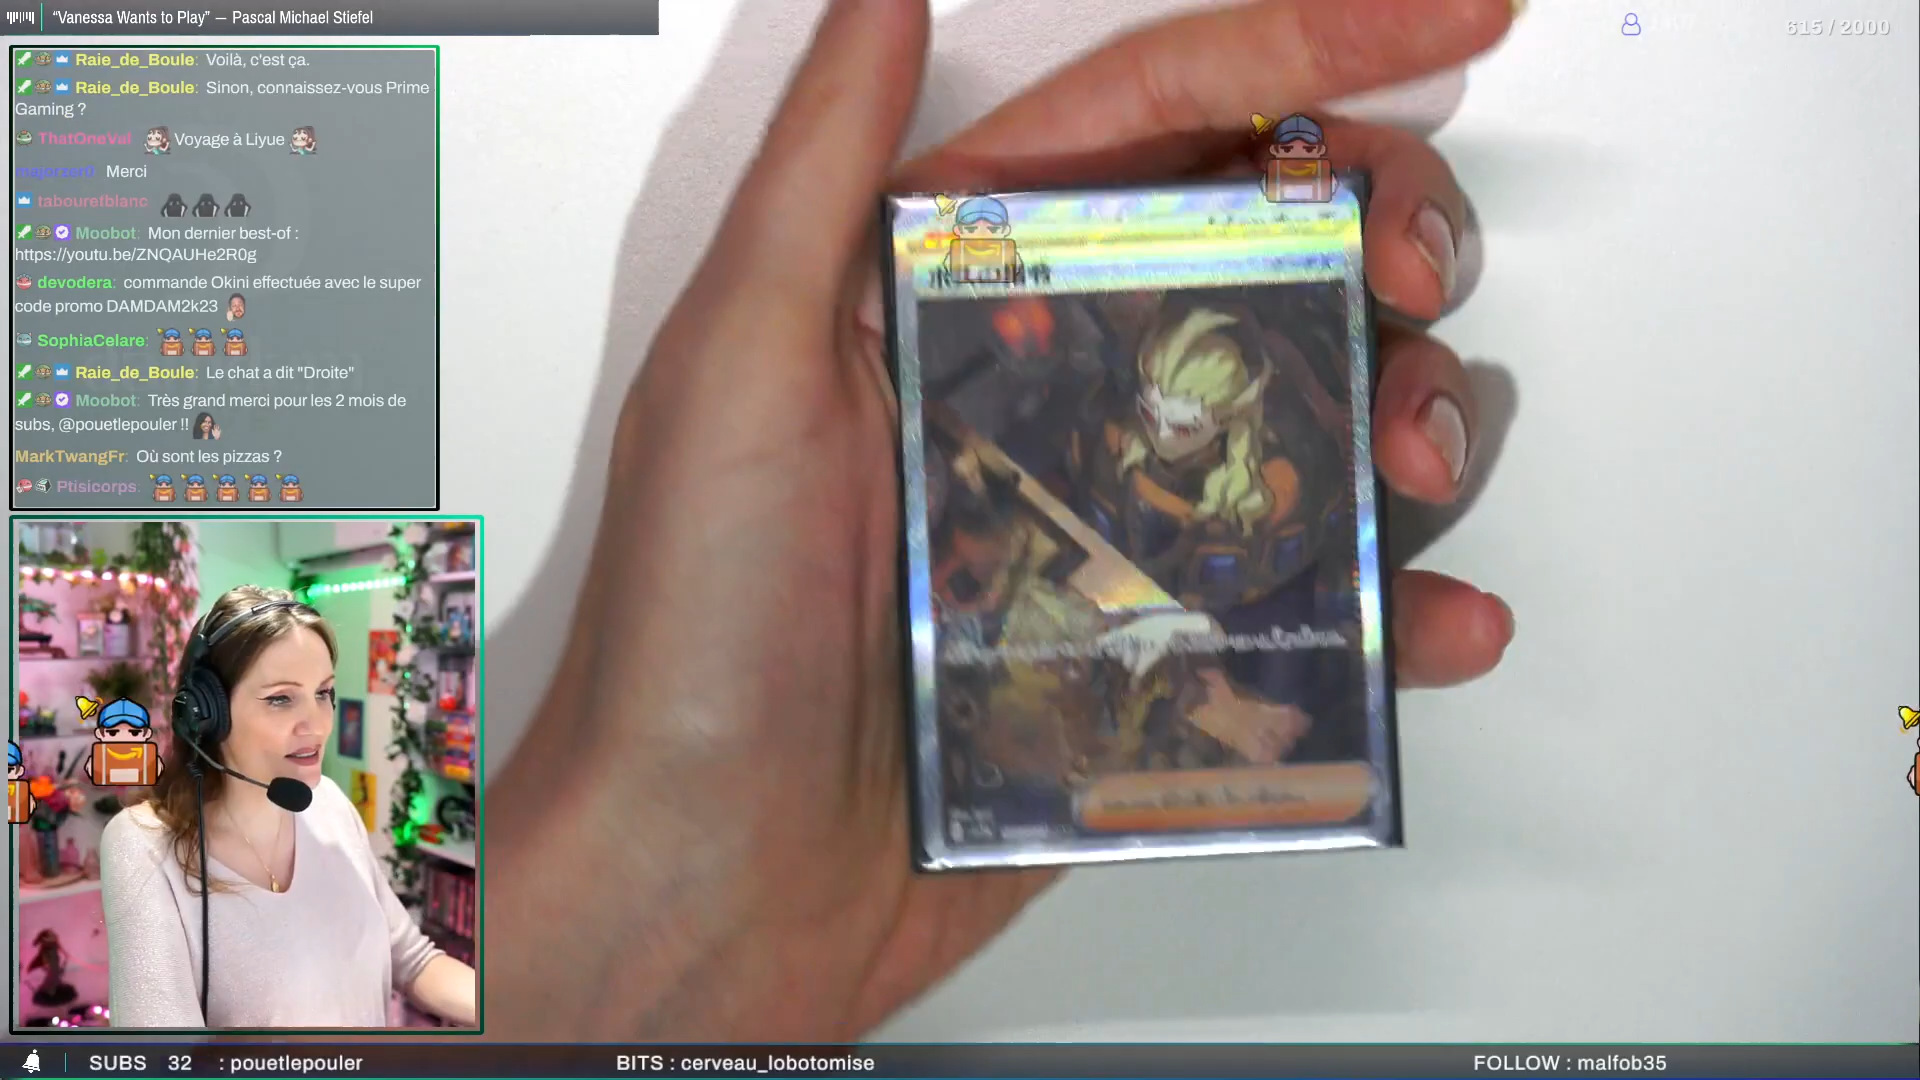 “Vanessa Wants to Play” — Pascal Michael Stiefel
615 / 2000
Raie_de_Boule: Voilà, c'est ça.
Raie_de_Boule: Sinon, connaissez-vous Prime
Gaming ?
ThatOneVal Voyage à Liyue
Merci
tabouretblanc
Moobot: Mon dernier best-of :
https://youtu.be/ZNQAUHe2R0g
devodera: commande Okini effectuée avec le super
code promo DAMDAM2k23
SophiaCelare:
Raie_de_Boule: Le chat a dit "Droite"
Moobot: Très grand merci pour les 2 mois de
subs, @pouetlepouler !!
MarkTwangFr: Où sont les pizzas ?
Ptisicorps:
SUBS 32 : pouetlepouler
BITS : cerveau_lobotomise
FOLLOW : malfob35